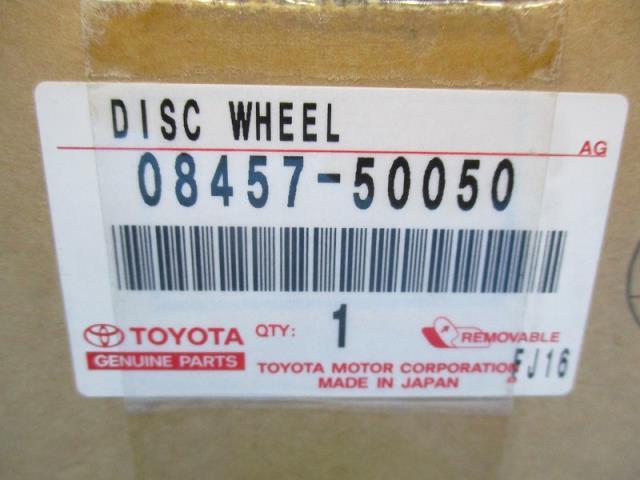 DISC WHEEL
AG
08457-50050
TOYOTA QTY: 1 REMOVABLE
GENUINE PARTS
TOYOTA MOTOR CORPORATION FJ16
MADE IN JAPAN